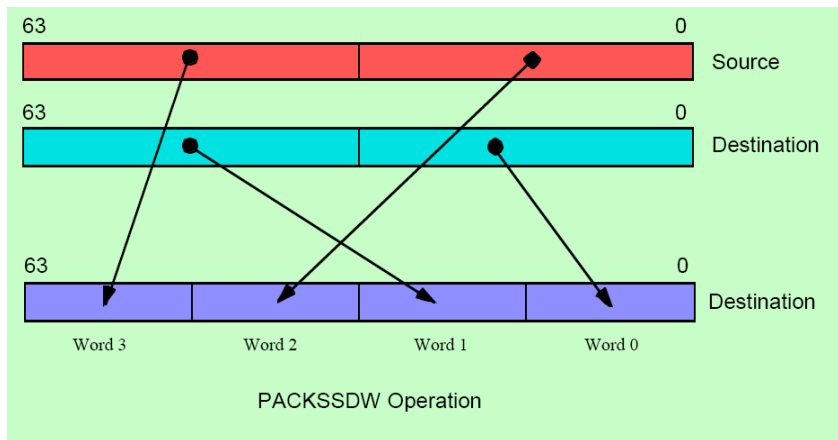 63 0
Source
63 0
Destination
63 0
Destination
Word 3 Word 2 Word 1 Word 0
PACKSSDW Operation